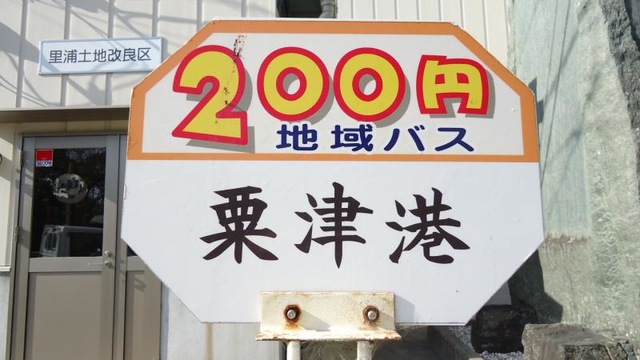 里浦土地改良区
200円
地域バス
粟津港